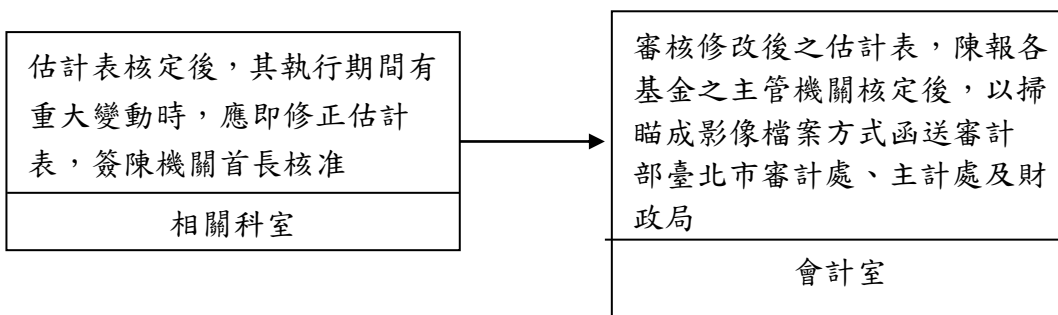 估計表核定後，其執行期間有
重大變動時，應即修正估計
表，簽陳機關首長核准
相關科室
審核修改後之估計表，陳報各
基金之主管機關核定後，以掃
瞄成影像檔案方式函送審計
部臺北市審計處、主計處及財
政局
會計室